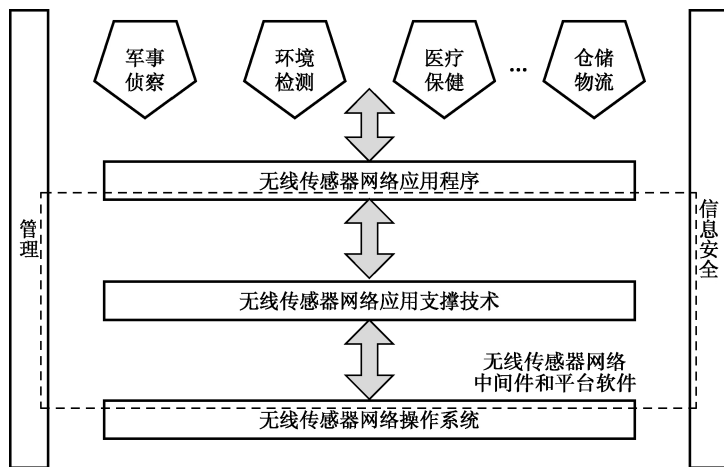 军事
侦察
环境
检测
医疗
保健
...
仓储
物流
无线传感器网络应用程序
管理
信息安全
无线传感器网络应用支撑技术
无线传感器网络
中间件和平台软件
无线传感器网络操作系统